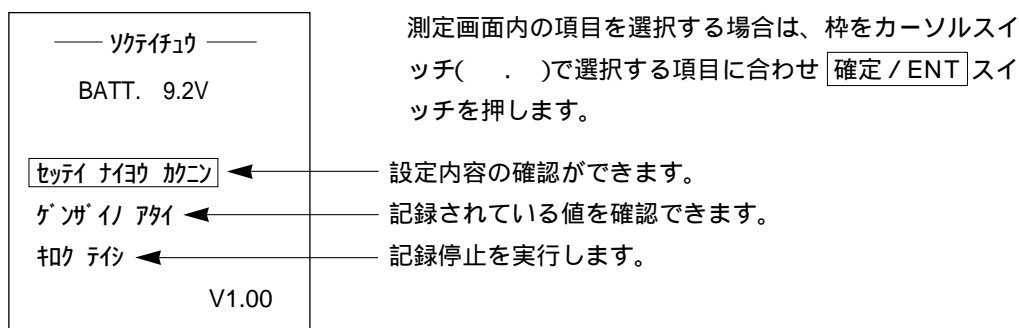 ―― ソクテイチュウ ――
BATT. 9.2V
セッテイ ナイヨウ カクニン
ゲンザイノ アタイ
キロク テイシ
V1.00
測定画面内の項目を選択する場合は、枠をカーソルスイ
ッチ( . )で選択する項目に合わせ 確定 / ENT スイ
ッチを押します。
設定内容の確認ができます。
記録されている値を確認できます。
記録停止を実行します。